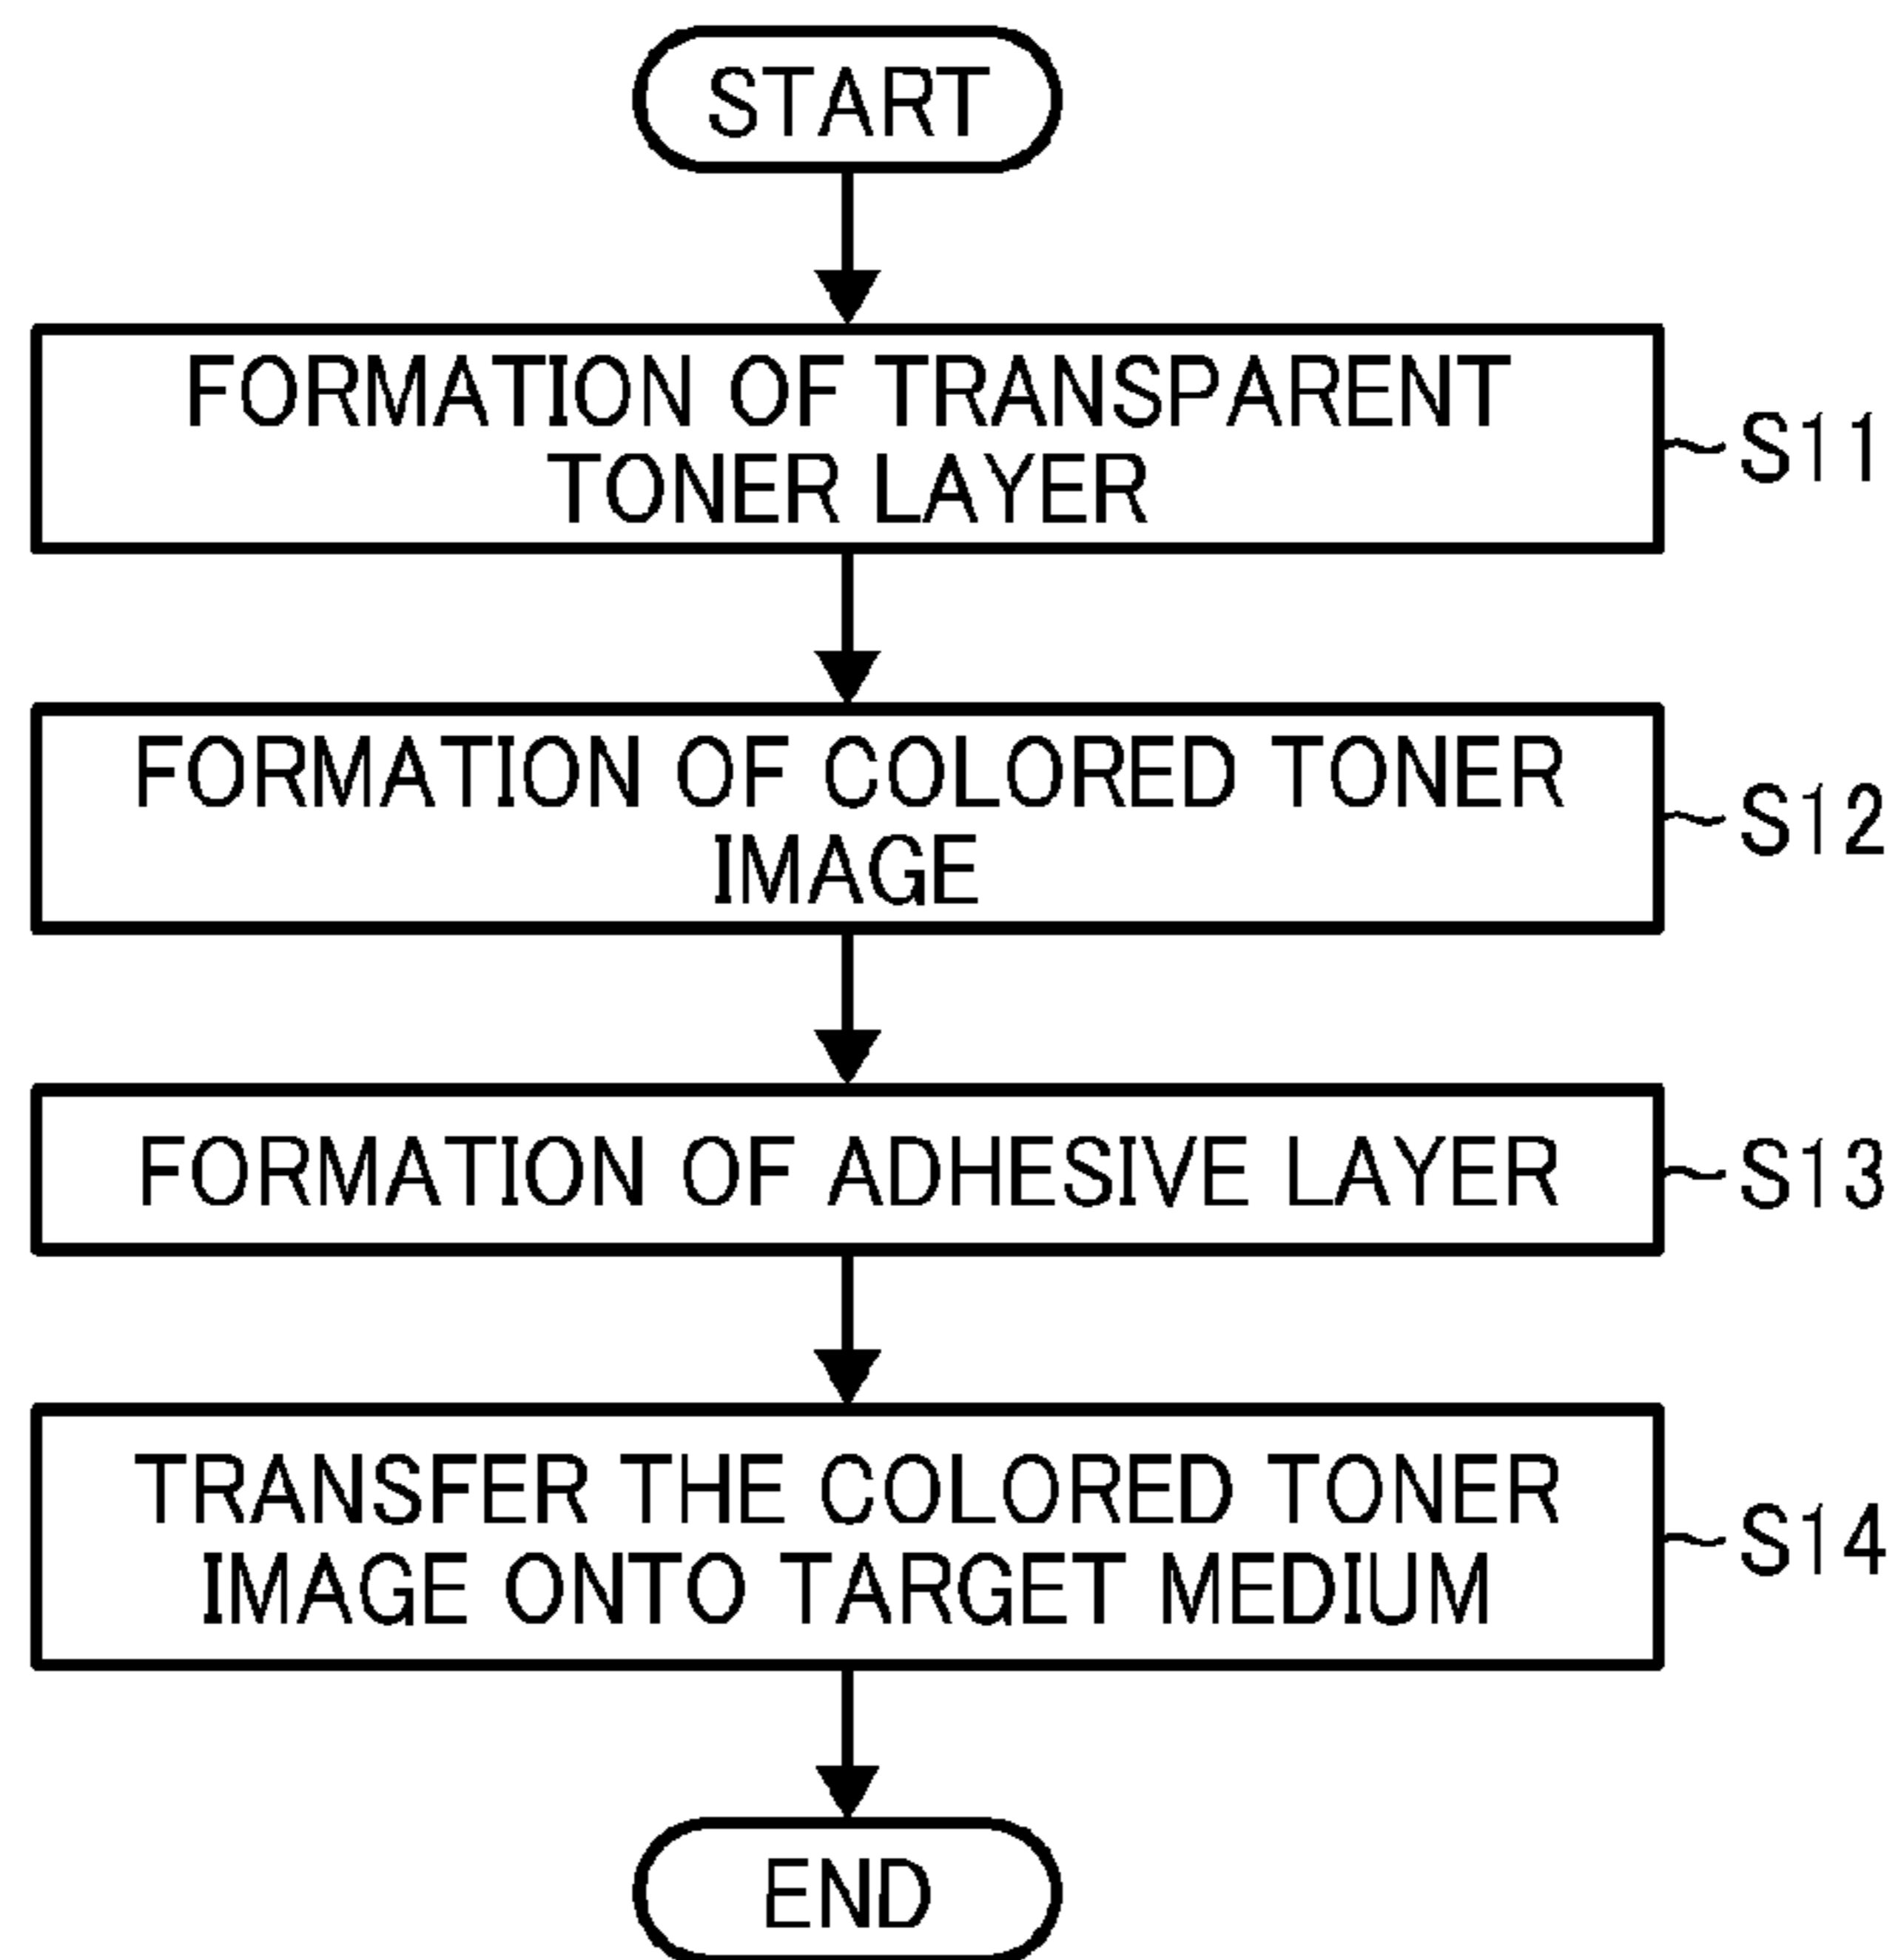 START
FORMATION OF TRANSPARENT
TONER LAYER
S11
FORMATION OF COLORED TONER
IMAGE
S12
FORMATION OF ADHESIVE LAYER
S13
TRANSFER THE COLORED TONER
IMAGE ONTO TARGET MEDIUM
S14
END